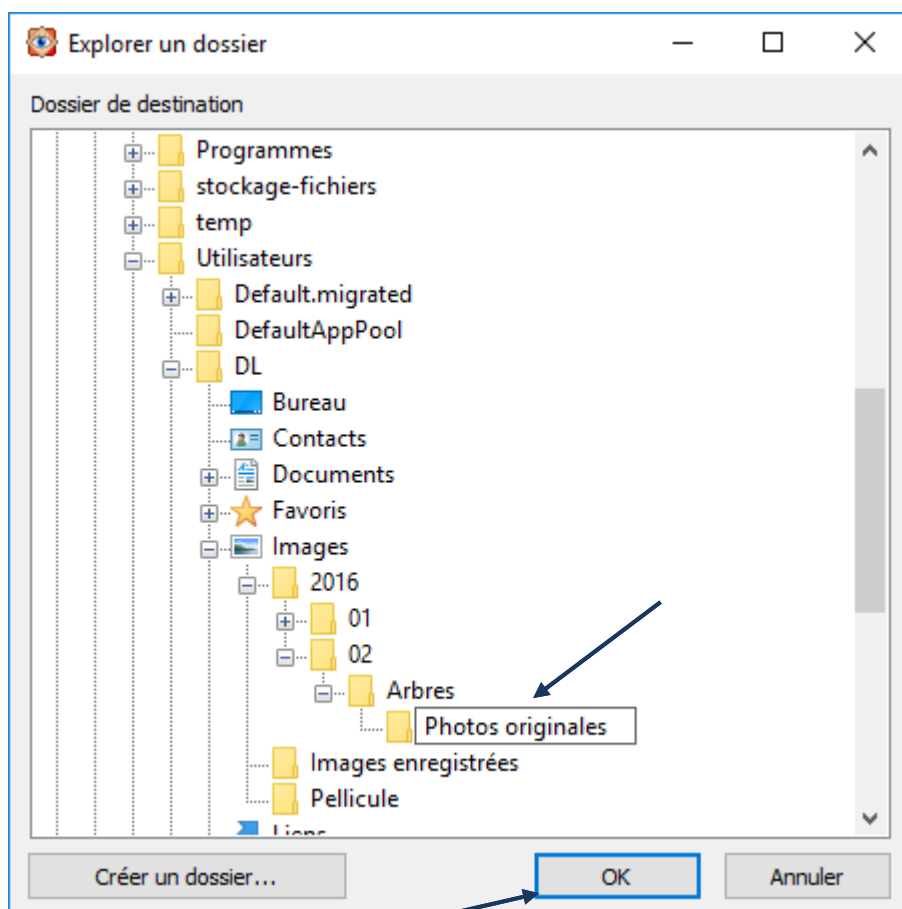 Explorer un dossier
Dossier de destination
Programmes
stockage-fichiers
temp
Utilisateurs
Default.migrated
DefaultAppPool
DL
Bureau
Contacts
Documents
Favoris
Images
2016
01
02
Arbres
Photos originales
Images enregistrées
Pellicule
Liens
Créer un dossier...
OK
Annuler